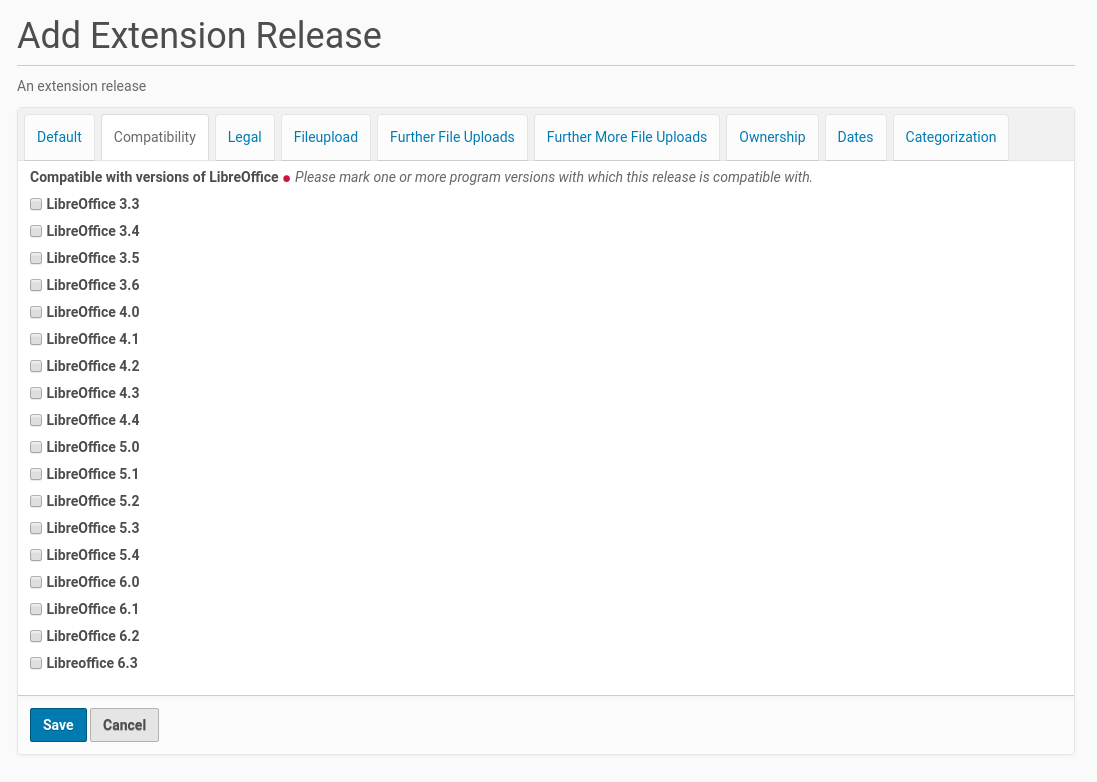 Add Extension Release
An extension release
Default Compatibility Legal Fileupload Further File Uploads Further More File Uploads Ownership Dates Categorization
Compatible with versions of LibreOffice Please mark one or more program versions with which this release is compatible with.
LibreOffice 3.3
LibreOffice 3.4
LibreOffice 3.5
LibreOffice 3.6
LibreOffice 4.0
LibreOffice 4.1
LibreOffice 4.2
LibreOffice 4.3
LibreOffice 4.4
LibreOffice 5.0
LibreOffice 5.1
LibreOffice 5.2
LibreOffice 5.3
LibreOffice 5.4
LibreOffice 6.0
LibreOffice 6.1
LibreOffice 6.2
Libreoffice 6.3
Save Cancel